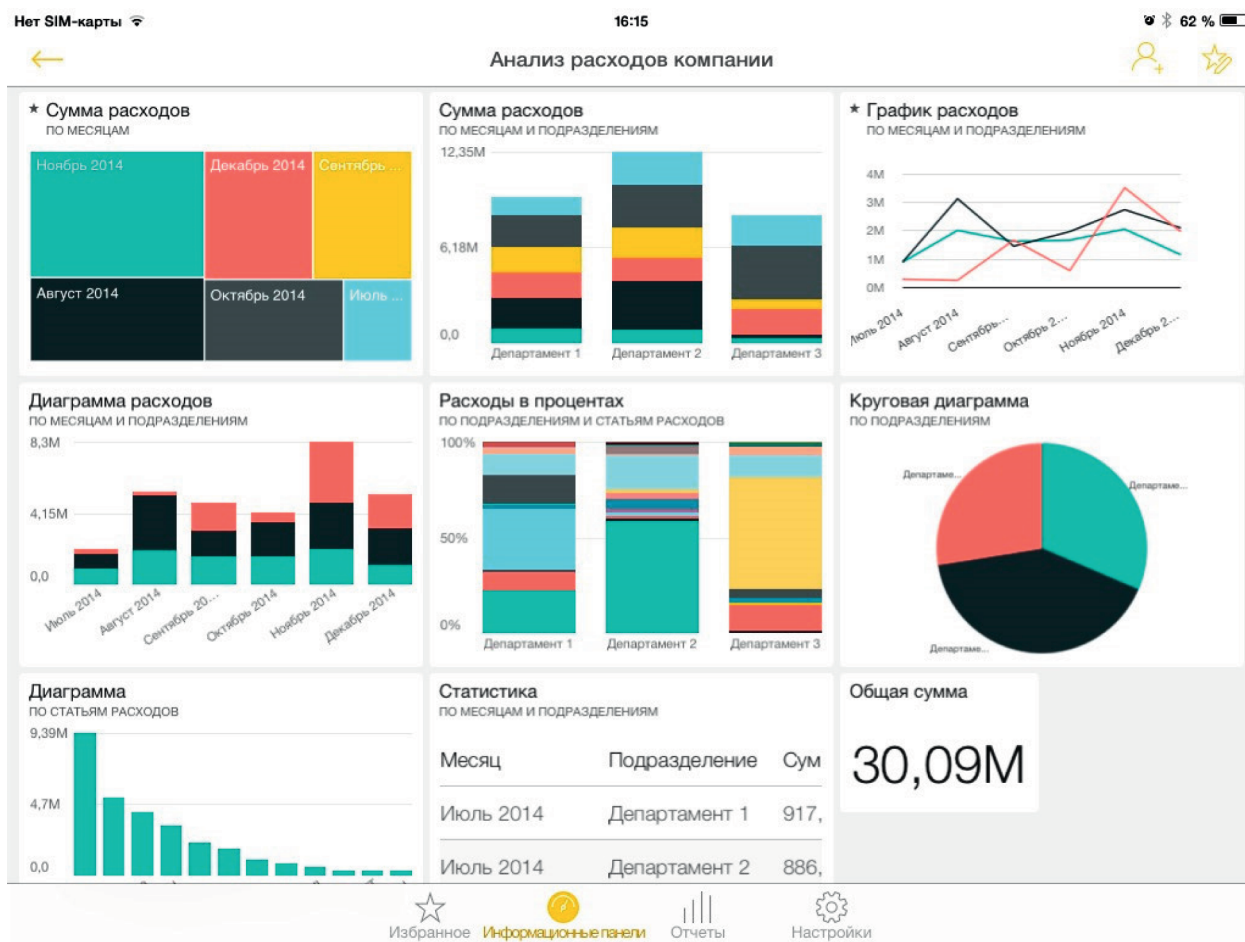 Нет SIM-карты
16:15
62 %
Анализ расходов компании
Сумма расходов
ПО МЕСЯЦАМ
Ноябрь 2014
Декабрь 2014
Сентябрь ...
Август 2014
Октябрь 2014
Июль ...
Сумма расходов
ПО МЕСЯЦАМ И ПОДРАЗДЕЛЕНИЯМ
12,35M
6,18M
0,0
Департамент 1
Департамент 2
Департамент 3
График расходов
ПО МЕСЯЦАМ И ПОДРАЗДЕЛЕНИЯМ
4M
3M
2M
1M
0M
Июль 2014
Август 2014
Сентябрь...
Октябрь 2...
Ноябрь 2014
Декабрь 2...
Диаграмма расходов
ПО МЕСЯЦАМ И ПОДРАЗДЕЛЕНИЯМ
8,3M
4,15M
0,0
Июль 2014
Август 2014
Сентябрь 20...
Октябрь 2014
Ноябрь 2014
Декабрь 2014
Расходы в процентах
ПО ПОДРАЗДЕЛЕНИЯМ И СТАТЬЯМ РАСХОДОВ
100%
50%
0%
Департамент 1
Департамент 2
Департамент 3
Круговая диаграмма
ПО ПОДРАЗДЕЛЕНИЯМ
Департаме...
Департаме...
Департаме...
Диаграмма
ПО СТАТЬЯМ РАСХОДОВ
9,39M
4,7M
0,0
Статистика
ПО МЕСЯЦАМ И ПОДРАЗДЕЛЕНИЯМ
Месяц Подразделение Сум
Июль 2014 Департамент 1 917,
Июль 2014 Департамент 2 886,
Общая сумма
30,09M
Избранное
Информационные панели
Отчеты
Настройки